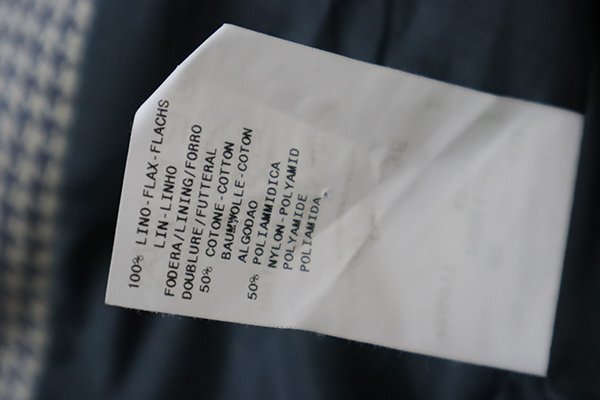 100% LINO-FLAX-FLACHS
LIN-LINHO
FODERA/LINING/FORRO
DOUBLURE/FUTTERAL
50% COTONE-COTTON
BAUMWOLLE-COTON
ALGODAO
50% POLIAMMIDICA
NYLON-POLYAMID
POLYAMIDE
POLIAMIDA